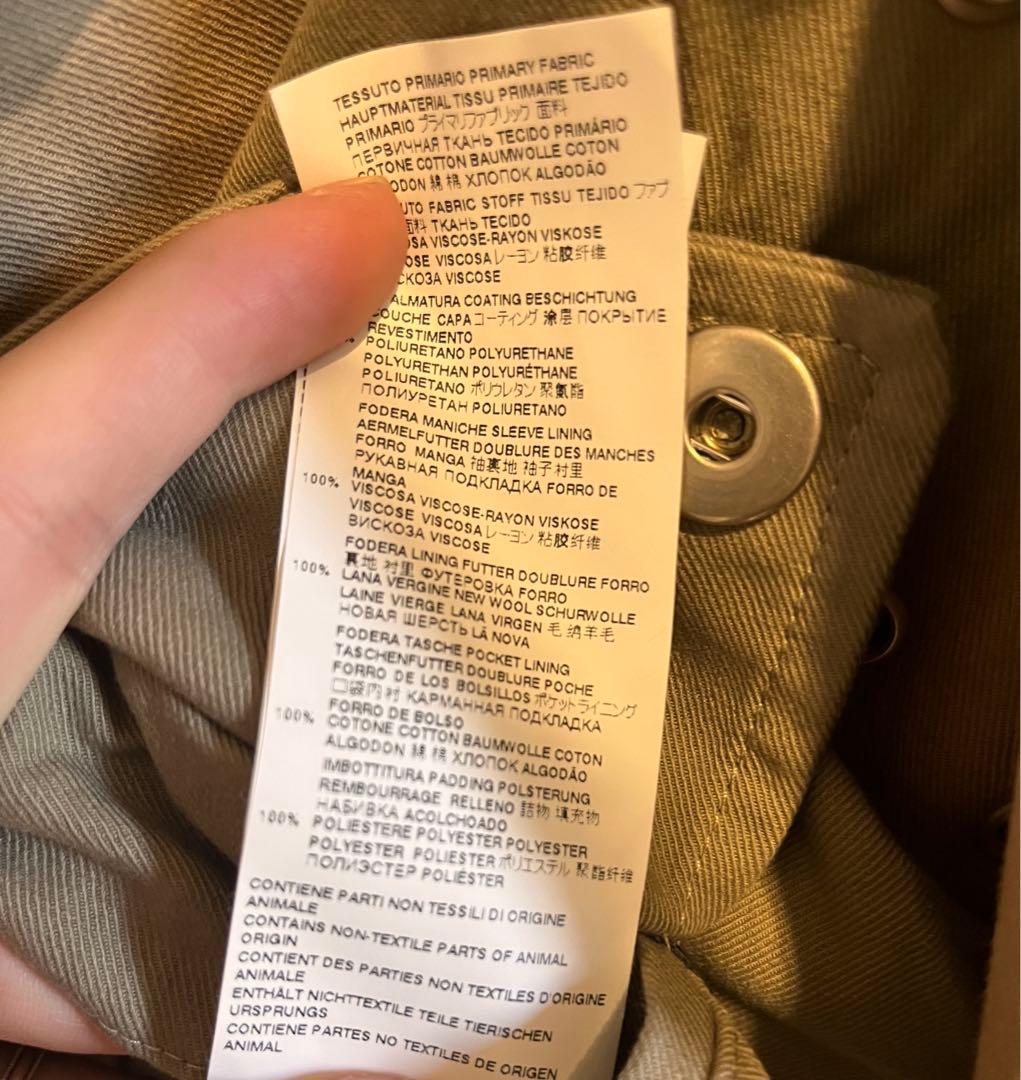 TESSUTO PRIMARIO PRIMARY FABRIC
HAUPTMATERIAL TISSU PRIMAIRE TEJIDO
PRIMARIO プライマリファブリック 面料
ПЕРВИЧНАЯ ТКАНЬ TECIDO PRIMÁRIO
COTONE COTTON BAUMWOLLE COTON
ODON 綿 棉 ХЛОПОК ALGODÃO
UTO FABRIC STOFF TISSU TEJIDO ファブ
面料 ТКАНЬ TECIDO
OSA VISCOSE-RAYON VISKOSE
OSE VISCOSA レーヨン 粘胶纤维
СКОЗА VISCOSE
ALMATURA COATING BESCHICHTUNG
COUCHE CAPA コーティング 涂层 ПОКРЫТИЕ
% REVESTIMENTO
POLIURETANO POLYURETHANE
POLYURETHAN POLYURÉTHANE
POLIURETANO ポリウレタン 聚氨酯
ПОЛИУРЕТАН POLIURETANO
FODERA MANICHE SLEEVE LINING
AERMELFUTTER DOUBLURE DES MANCHES
FORRO MANGA 袖裏地 袖子衬里
РУКАВНАЯ ПОДКЛАДКА FORRO DE
100% MANGA
VISCOSA VISCOSE-RAYON VISKOSE
VISCOSE VISCOSA レーヨン 粘胶纤维
ВИСКОЗА VISCOSE
FODERA LINING FUTTER DOUBLURE FORRO
裏地 衬里 ФУТЕРОВКА FORRO
100% LANA VERGINE NEW WOOL SCHURWOLLE
LAINE VIERGE LANA VIRGEN 毛 绵羊毛
НОВАЯ ШЕРСТЬ LÃ NOVA
FODERA TASCHE POCKET LINING
TASCHENFUTTER DOUBLURE POCHE
FORRO DE LOS BOLSILLOS ポケットライニング
口袋内衬 КАРМАННАЯ ПОДКЛАДКА
FORRO DE BOLSO
100% COTONE COTTON BAUMWOLLE COTON
ALGODON 綿 棉 ХЛОПОК ALGODÃO
IMBOTTITURA PADDING POLSTERUNG
REMBOURRAGE RELLENO 詰物 填充物
НАБИВКА ACOLCHOADO
100% POLIESTERE POLYESTER POLYESTER
POLYESTER POLIESTER ポリエステル 聚酯纤维
ПОЛИЭСТЕР POLIÉSTER
CONTIENE PARTI NON TESSILI DI ORIGINE
ANIMALE
CONTAINS NON-TEXTILE PARTS OF ANIMAL
ORIGIN
CONTIENT DES PARTIES NON TEXTILES D'ORIGINE
ANIMALE
ENTHÄLT NICHTTEXTILE TEILE TIERISCHEN
URSPRUNGS
CONTIENE PARTES NO TEXTILES DE ORIGEN
ANIMAL